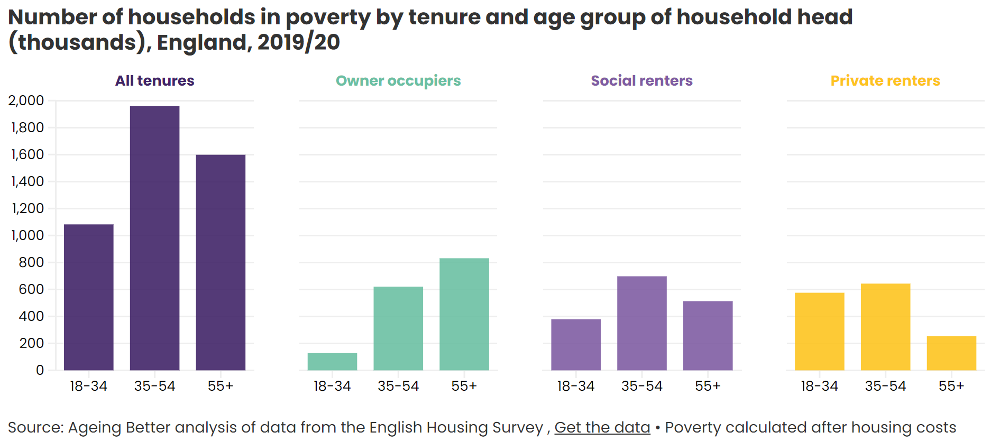 Number of households in poverty by tenure and age group of household head
(thousands), England, 2019/20
All tenures
Owner occupiers
Social renters
Private renters
2,000
1,800
1,600
1,400
1,200
1,000
800
600
400
200
0
18-34 35-54 55+
18-34 35-54 55+
18-34 35-54 55+
18-34 35-54 55+
Source: Ageing Better analysis of data from the English Housing Survey , Get the data • Poverty calculated after housing costs